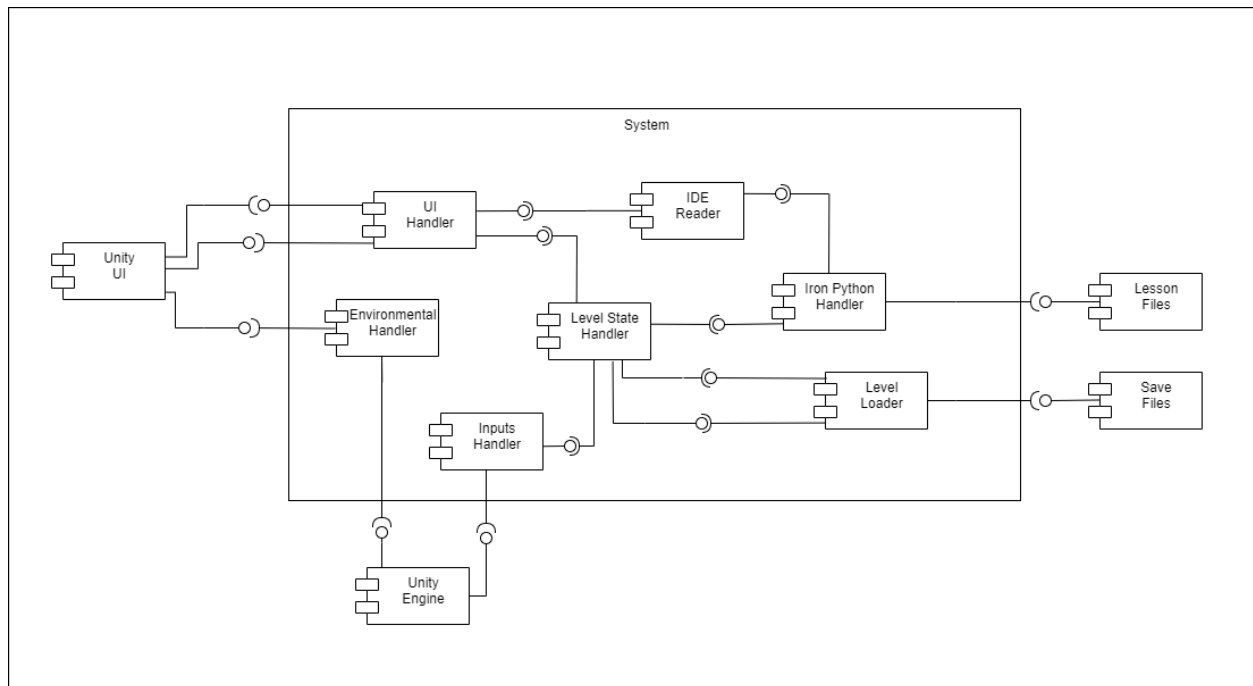 System
UI
Handler
IDE
Reader
Unity
UI
Environmental
Handler
Level State
Handler
Iron Python
Handler
Lesson
Files
Level
Loader
Save
Files
Inputs
Handler
Unity
Engine